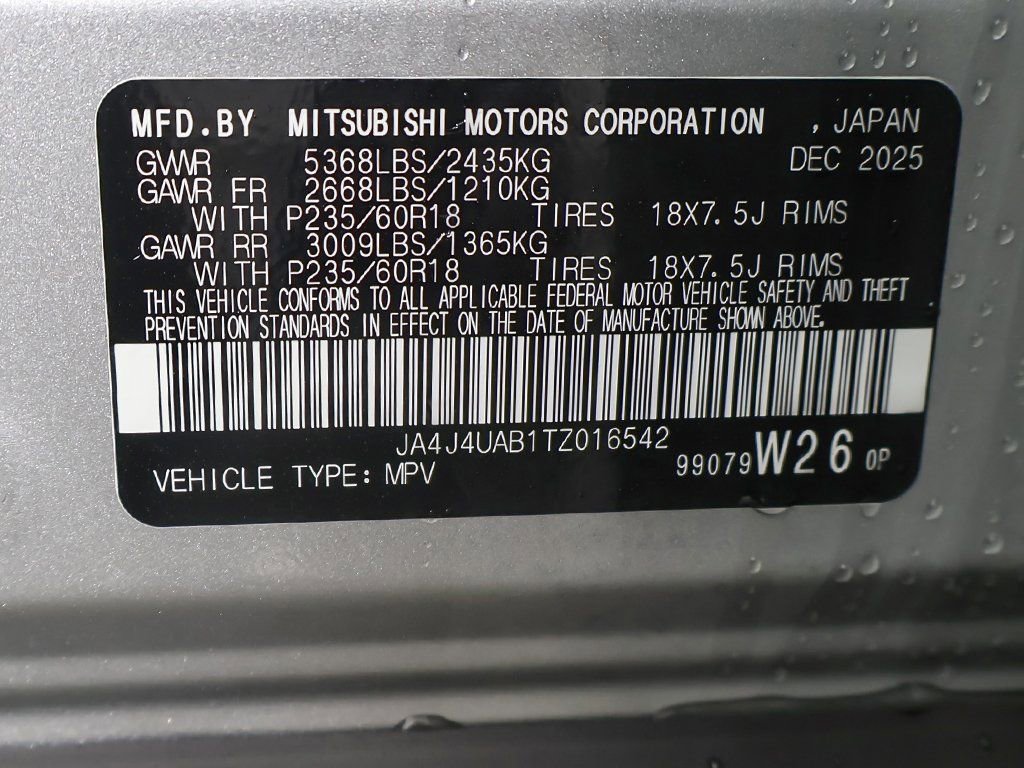 MFD.BY MITSUBISHI MOTORS CORPORATION , JAPAN
GVWR 5368LBS/2435KG DEC 2025
GAWR FR 2668LBS/1210KG
WITH P235/60R18 TIRES 18X7.5J RIMS
GAWR RR 3009LBS/1365KG
WITH P235/60R18 TIRES 18X7.5J RIMS
THIS VEHICLE CONFORMS TO ALL APPLICABLE FEDERAL MOTOR VEHICLE SAFETY AND THEFT
PREVENTION STANDARDS IN EFFECT ON THE DATE OF MANUFACTURE SHOWN ABOVE.
JA4J4UAB1TZ016542
99079 W26 0P
VEHICLE TYPE: MPV